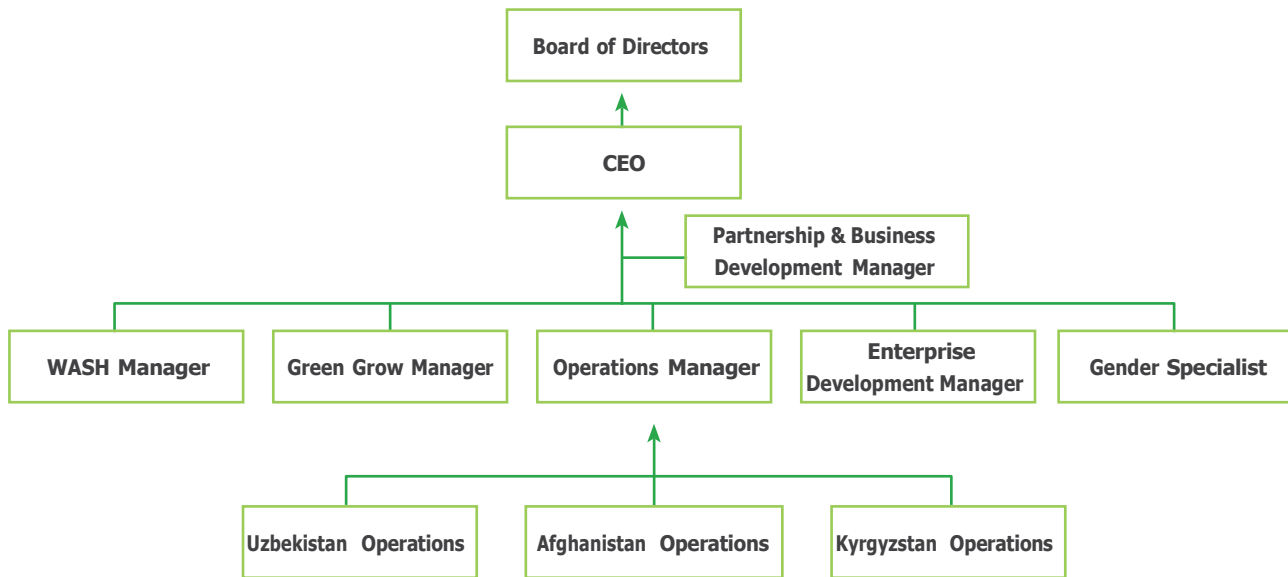 Board of Directors
CEO
Partnership & Business
Development Manager
WASH Manager
Green Grow Manager
Operations Manager
Enterprise
Development Manager
Gender Specialist
Uzbekistan Operations
Afghanistan Operations
Kyrgyzstan Operations